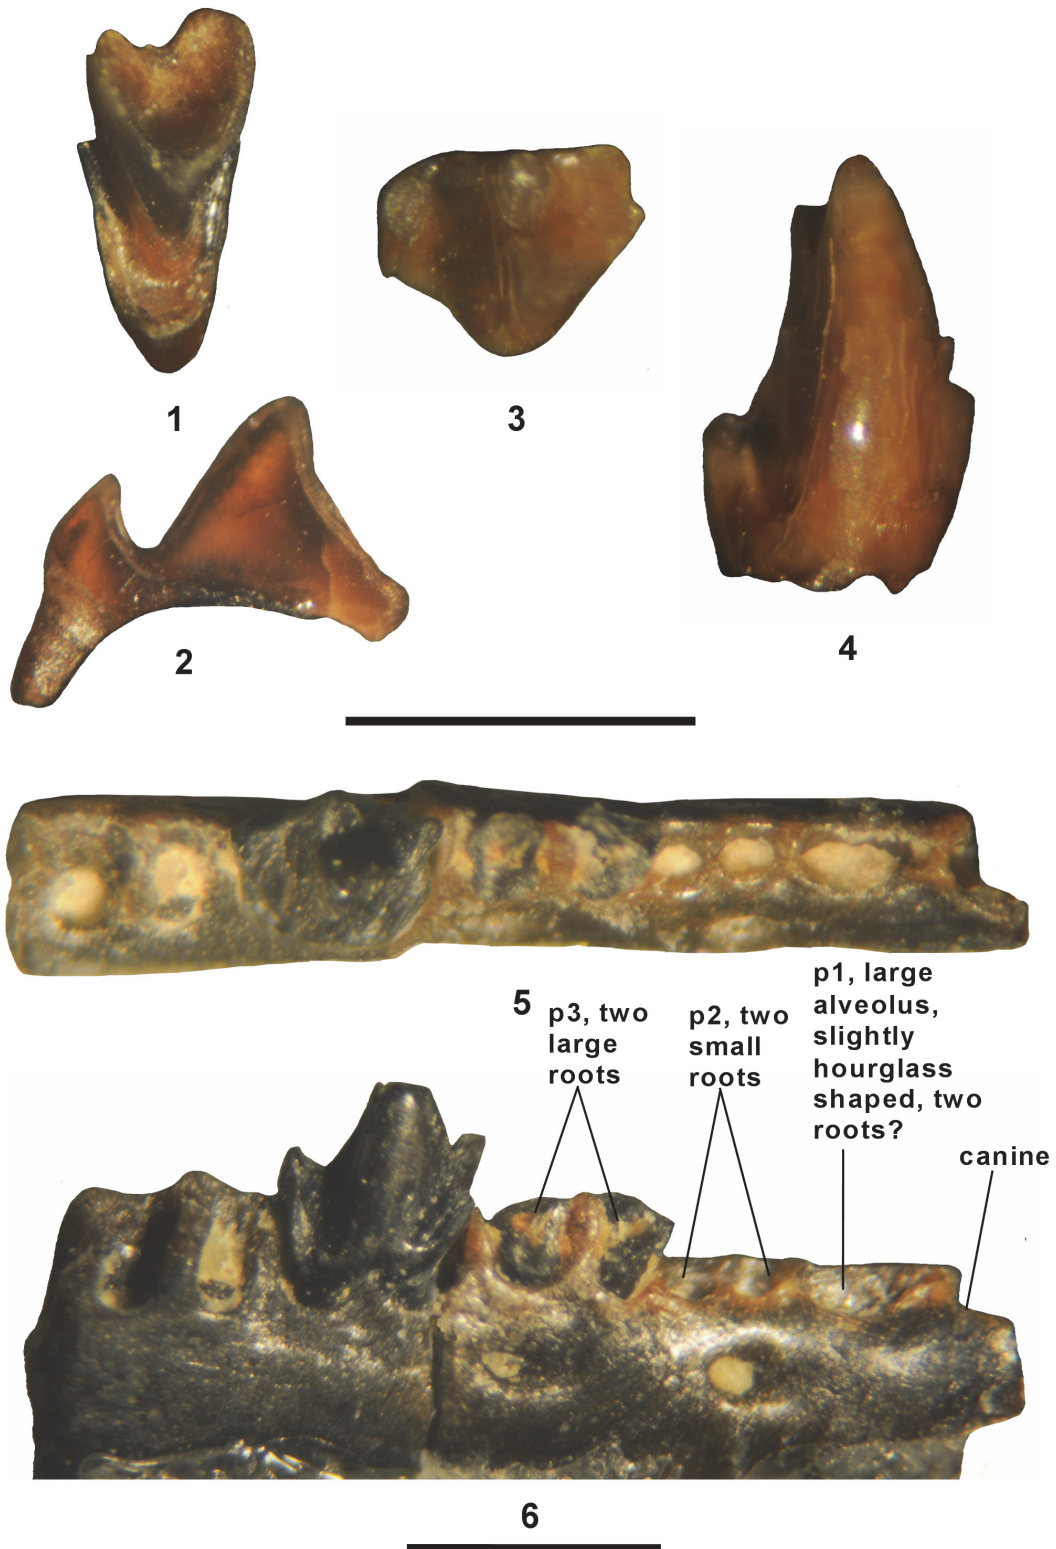 1
3
2
4
5
p3, two
large
roots
p2, two
small
roots
p1, large
alveolus,
slightly
hourglass
shaped, two
roots?
canine
6